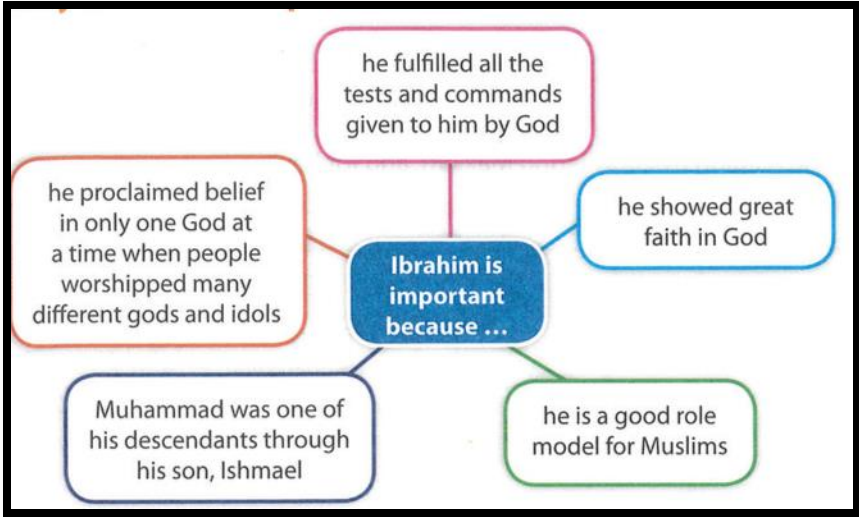 he fulfilled all the
tests and commands
given to him by God
he proclaimed belief
in only one God at
a time when people
worshipped many
different gods and idols
he showed great
faith in God
Ibrahim is
important
because ...
Muhammad was one of
his descendants through
his son, Ishmael
he is a good role
model for Muslims